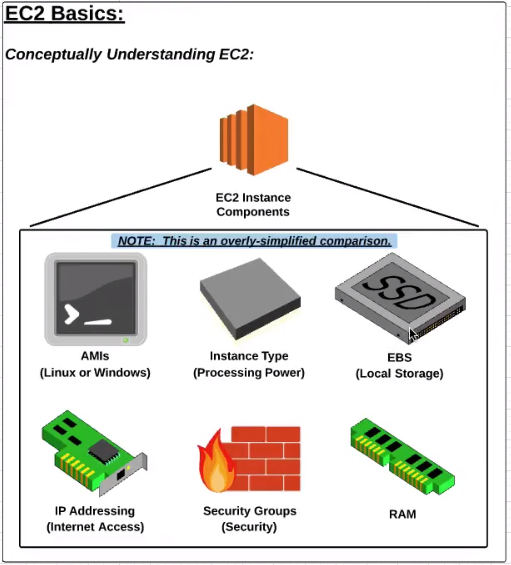 EC2 Basics:
Conceptually Understanding EC2:
EC2 Instance
Components
NOTE: This is an overly-simplified comparison.
SSD
AMIs
(Linux or Windows)
Instance Type
(Processing Power)
EBS
(Local Storage)
IP Addressing
(Internet Access)
Security Groups
(Security)
RAM